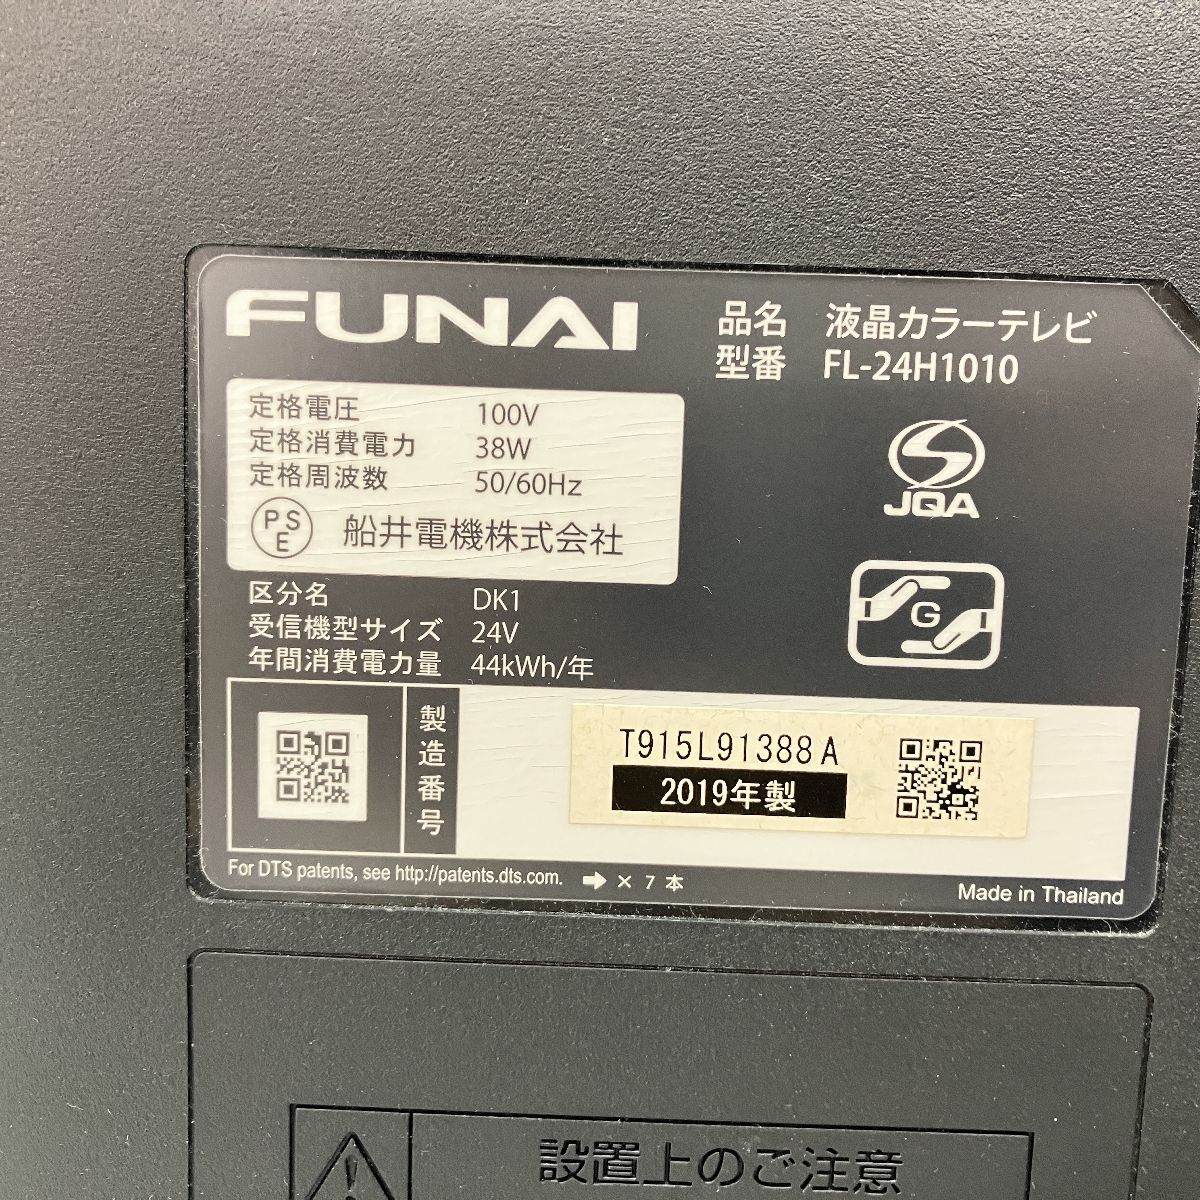 FUNAI
品名 液晶カラーテレビ
型番 FL-24H1010
定格電圧 100V
定格消費電力 38W
定格周波数 50/60Hz
PSE 船井電機株式会社
JQA
G
区分名 DK1
受信機型サイズ 24V
年間消費電力量 44kWh/年
製造番号
T915L91388A
2019年製
For DTS patents, see http://patents.dts.com. ➡ × 7 本
Made in Thailand
設置上のご注意